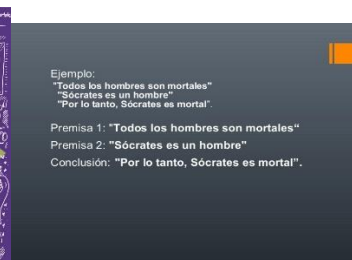 Ejemplo:
"Todos los hombres son mortales"
"Sócrates es un hombre"
"Por lo tanto, Sócrates es mortal".
Premisa 1: "Todos los hombres son mortales"
Premisa 2: "Sócrates es un hombre"
Conclusión: "Por lo tanto, Sócrates es mortal".